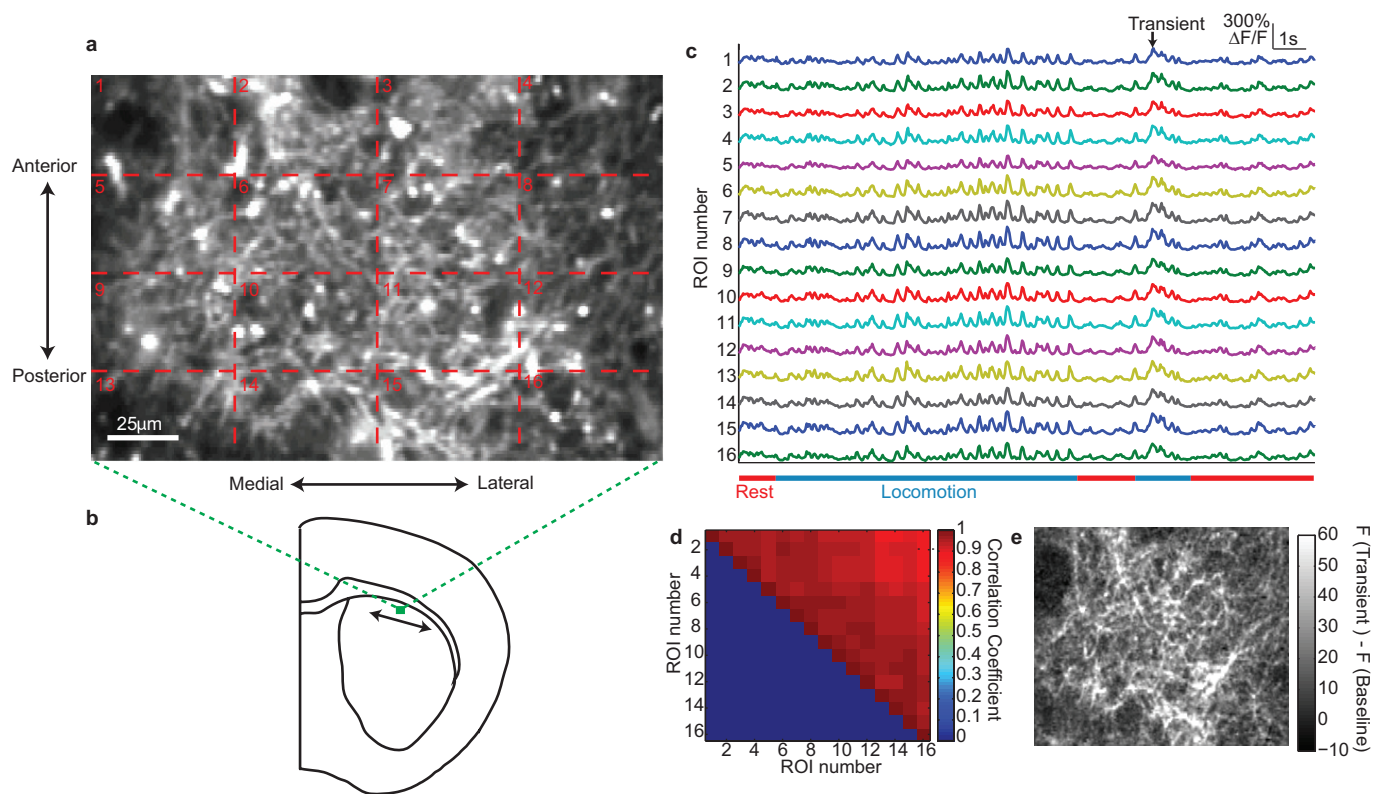 a
1 2 3 4
5 6 7 8
9 10 11 12
13 14 15 16
Anterior
Posterior
25µm
Medial Lateral
b
c
Transient
300%
ΔF/F 1s
ROI number
1
2
3
4
5
6
7
8
9
10
11
12
13
14
15
16
Rest Locomotion
d
ROI number
2
4
6
8
10
12
14
16
2 4 6 8 10 12 14 16
ROI number
1
0.9
0.8
0.7
0.6
0.5
0.4
0.3
0.2
0.1
0
Correlation Coefficient
e
60
50
40
30
20
10
0
−10
F (Transient ) - F (Baseline)